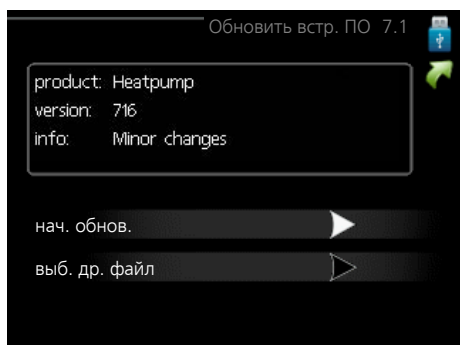 Обновить встр. ПО 7.1
product: Heatpump
version: 716
info: Minor changes
нач. обнов.
выб. др. файл